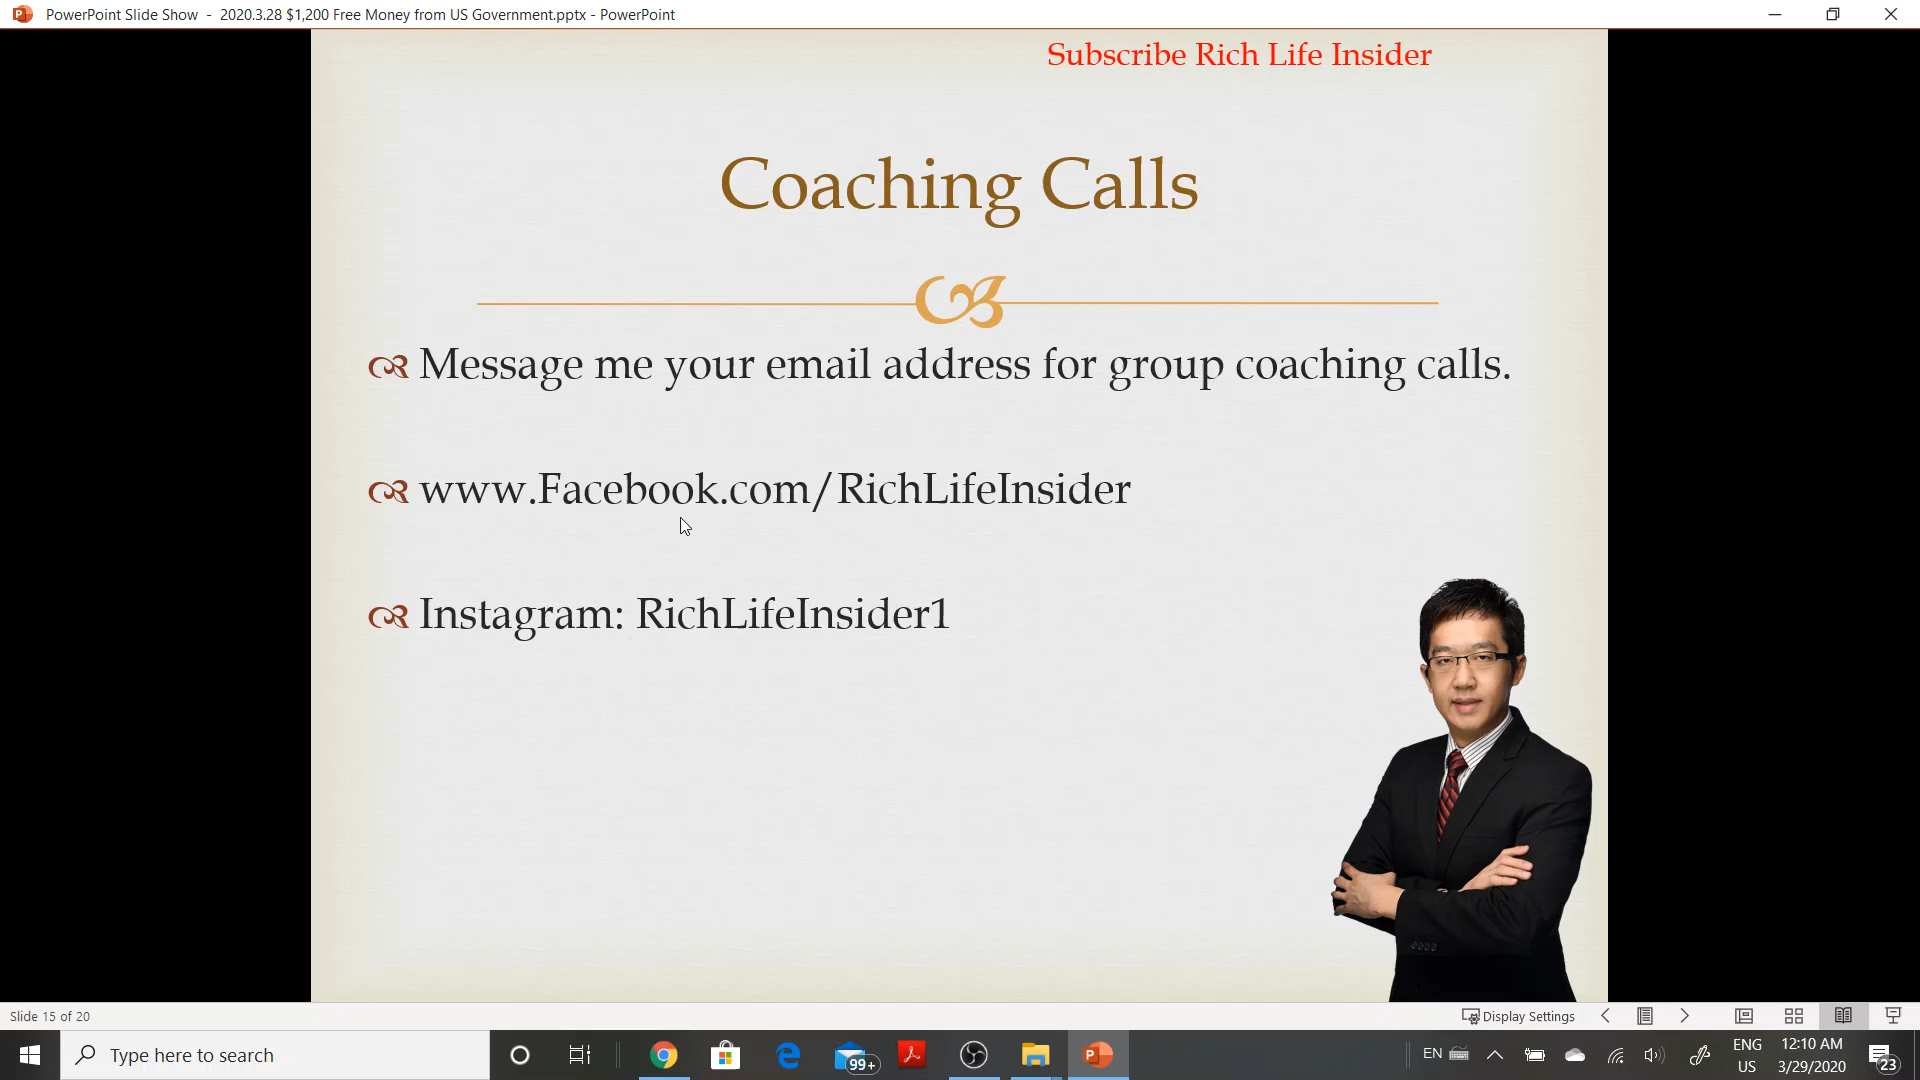 PowerPoint Slide Show - 2020.3.28 $1,200 Free Money from US Government.pptx - PowerPoint
Subscribe Rich Life Insider
Coaching Calls
Message me your email address for group coaching calls.
www.Facebook.com/RichLifeInsider
Instagram: RichLifeInsider1
Slide 15 of 20
Display Settings
Type here to search
99+
EN
ENG
US
12:10 AM
3/29/2020
23